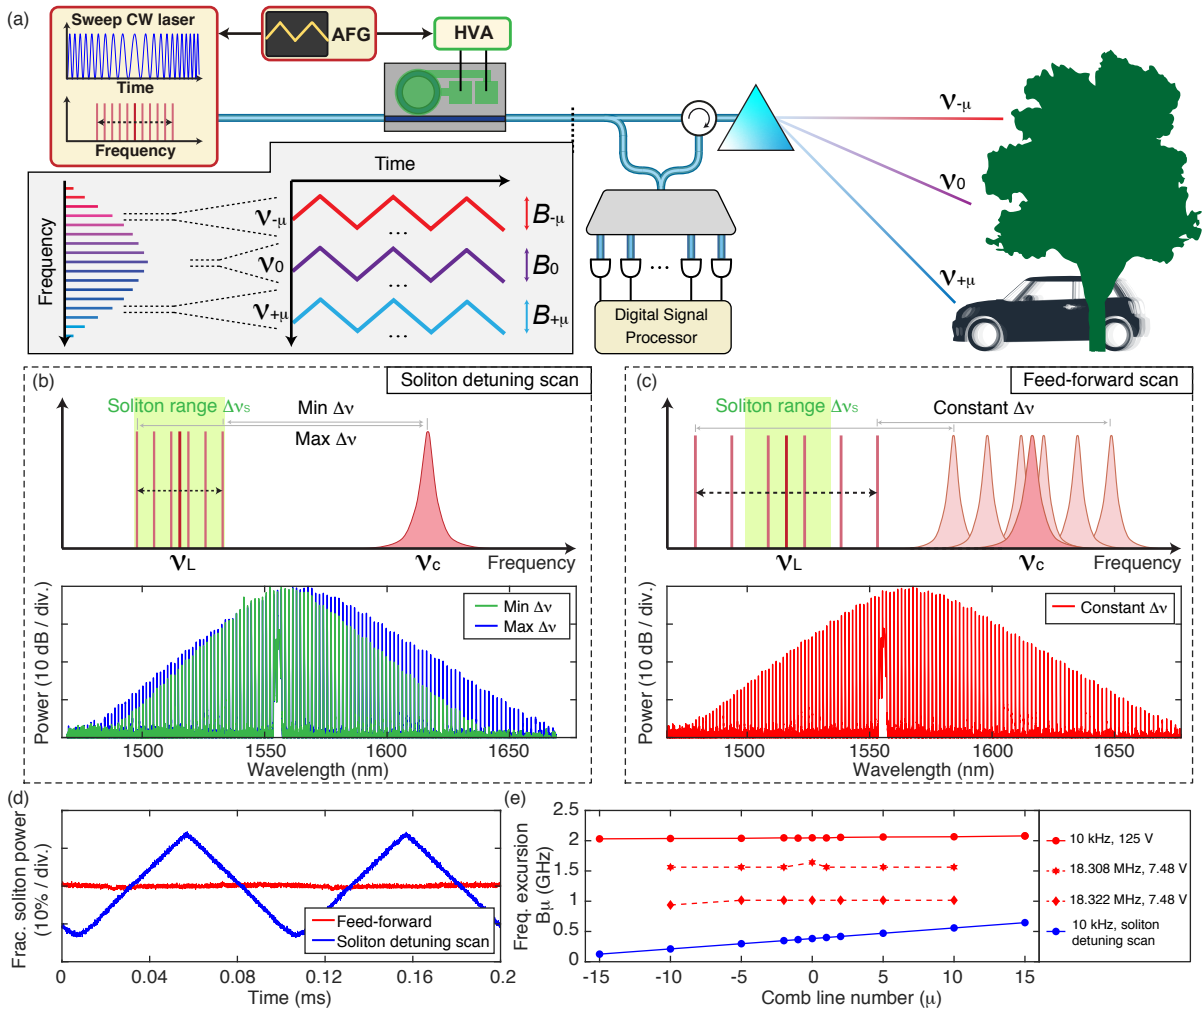 (a)
Sweep CW laser
Time
Frequency
AFG
HVA
Time
Frequency
ν-μ
ν0
ν+μ
...
...
...
B-μ
B0
B+μ
...
Digital Signal
Processor
ν-μ
ν0
ν+μ
(b)
Soliton detuning scan
Soliton range Δνs
Min Δν
Max Δν
νL
νc
Frequency
Power (10 dB / div.)
Min Δν
Max Δν
1500
1550
1600
1650
Wavelength (nm)
(c)
Feed-forward scan
Soliton range Δνs
Constant Δν
νL
νc
Frequency
Power (10 dB / div.)
Constant Δν
1500
1550
1600
1650
Wavelength (nm)
(d)
Frac. soliton power
(10% / div.)
Feed-forward
Soliton detuning scan
0
0.04
0.08
0.12
0.16
0.2
Time (ms)
(e)
Freq. excursion
Bμ (GHz)
2.5
2
1.5
1
0.5
0
-15
-10
-5
0
5
10
15
Comb line number (μ)
10 kHz, 125 V
18.308 MHz, 7.48 V
18.322 MHz, 7.48 V
10 kHz, soliton
detuning scan